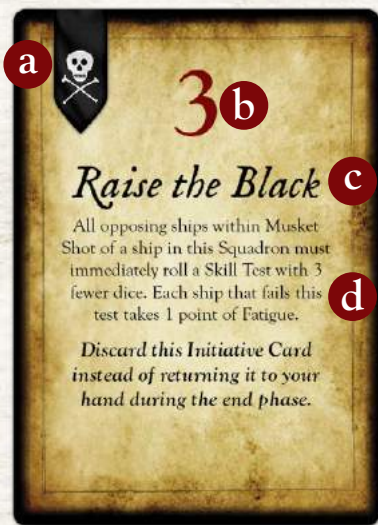 a
3 b
Raise the Black c
All opposing ships within Musket
Shot of a ship in this Squadron must
immediately roll a Skill Test with 3
fewer dice. Each ship that fails this d
test takes 1 point of Fatigue.
Discard this Initiative Card
instead of returning it to your
hand during the end phase.